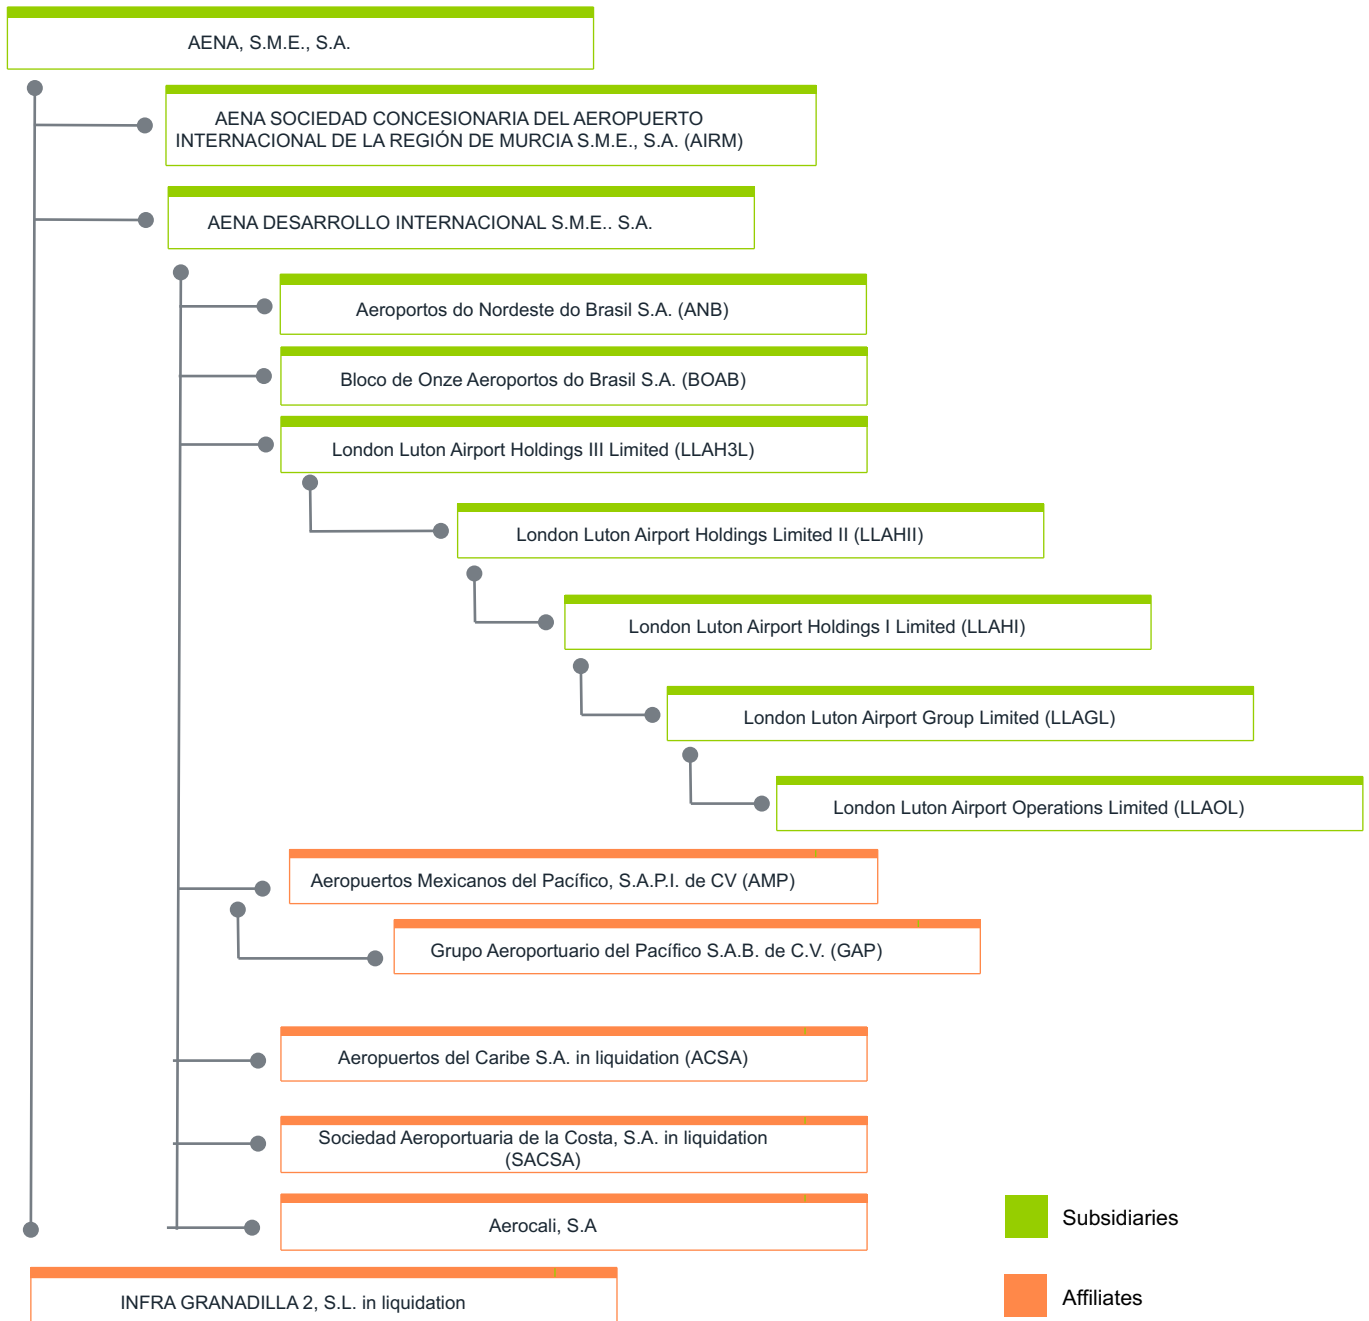 AENA, S.M.E., S.A.
AENA SOCIEDAD CONCESIONARIA DEL AEROPUERTO
INTERNACIONAL DE LA REGIÓN DE MURCIA S.M.E., S.A. (AIRM)
AENA DESARROLLO INTERNACIONAL S.M.E.. S.A.
Aeroportos do Nordeste do Brasil S.A. (ANB)
Bloco de Onze Aeroportos do Brasil S.A. (BOAB)
London Luton Airport Holdings III Limited (LLAH3L)
London Luton Airport Holdings Limited II (LLAHII)
London Luton Airport Holdings I Limited (LLAHI)
London Luton Airport Group Limited (LLAGL)
London Luton Airport Operations Limited (LLAOL)
Aeropuertos Mexicanos del Pacífico, S.A.P.I. de CV (AMP)
Grupo Aeroportuario del Pacífico S.A.B. de C.V. (GAP)
Aeropuertos del Caribe S.A. in liquidation (ACSA)
Sociedad Aeroportuaria de la Costa, S.A. in liquidation
(SACSA)
Aerocali, S.A
INFRA GRANADILLA 2, S.L. in liquidation
Subsidiaries
Affiliates